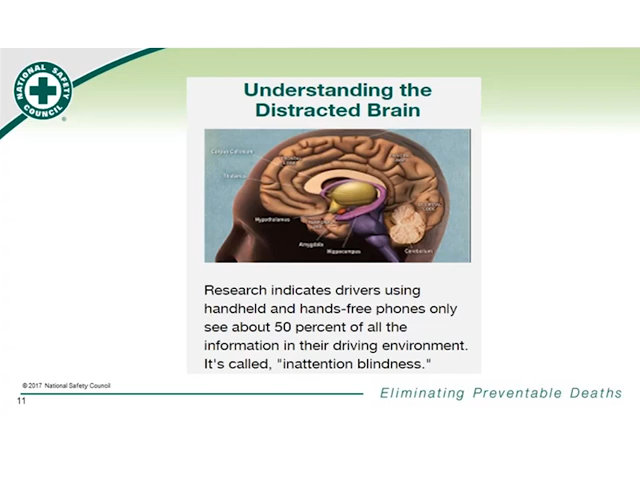 NATIONAL SAFETY COUNCIL
®
Understanding the
Distracted Brain
Corpus Callosum
Thalamus
Hypothalamus
Amygdala
Hippocampus
Cerebellum
Research indicates drivers using
handheld and hands-free phones only
see about 50 percent of all the
information in their driving environment.
It's called, "inattention blindness."
© 2017 National Safety Council
Eliminating Preventable Deaths
11